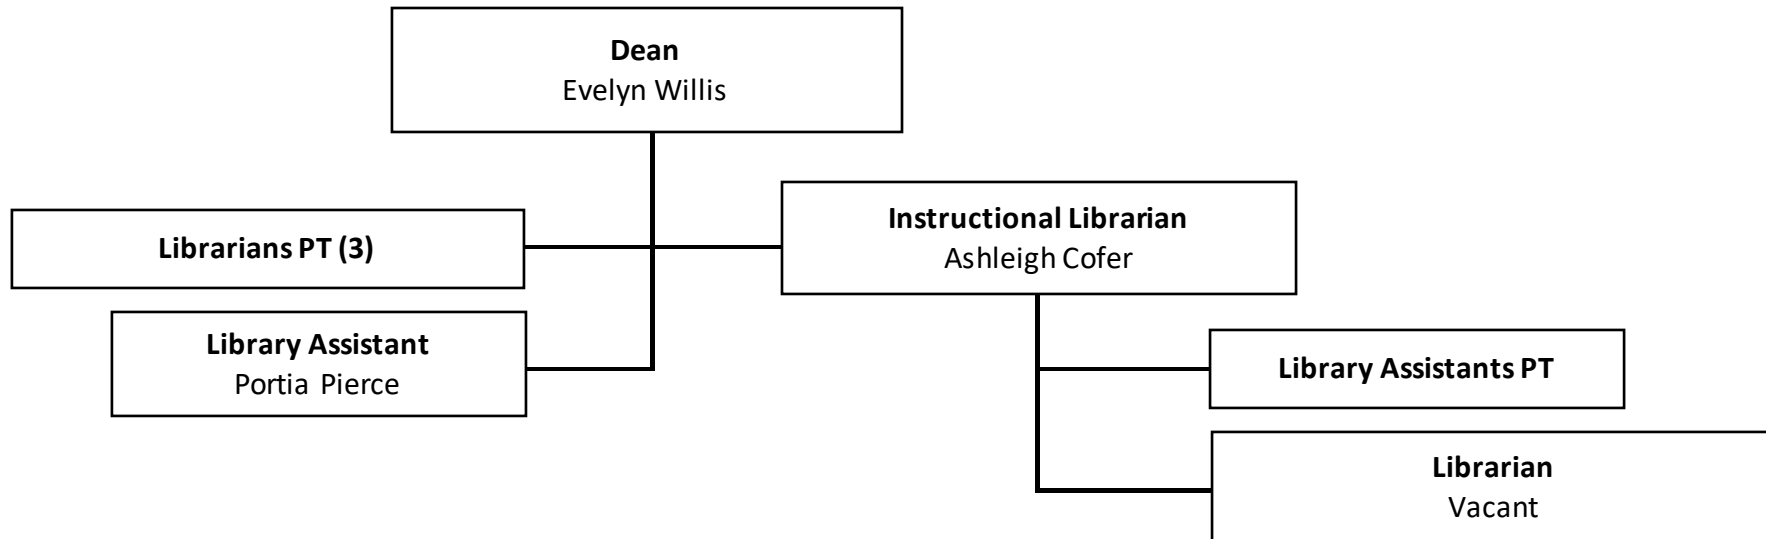 Dean
Evelyn Willis
Librarians PT (3)
Instructional Librarian
Ashleigh Cofer
Library Assistant
Portia Pierce
Library Assistants PT
Librarian
Vacant